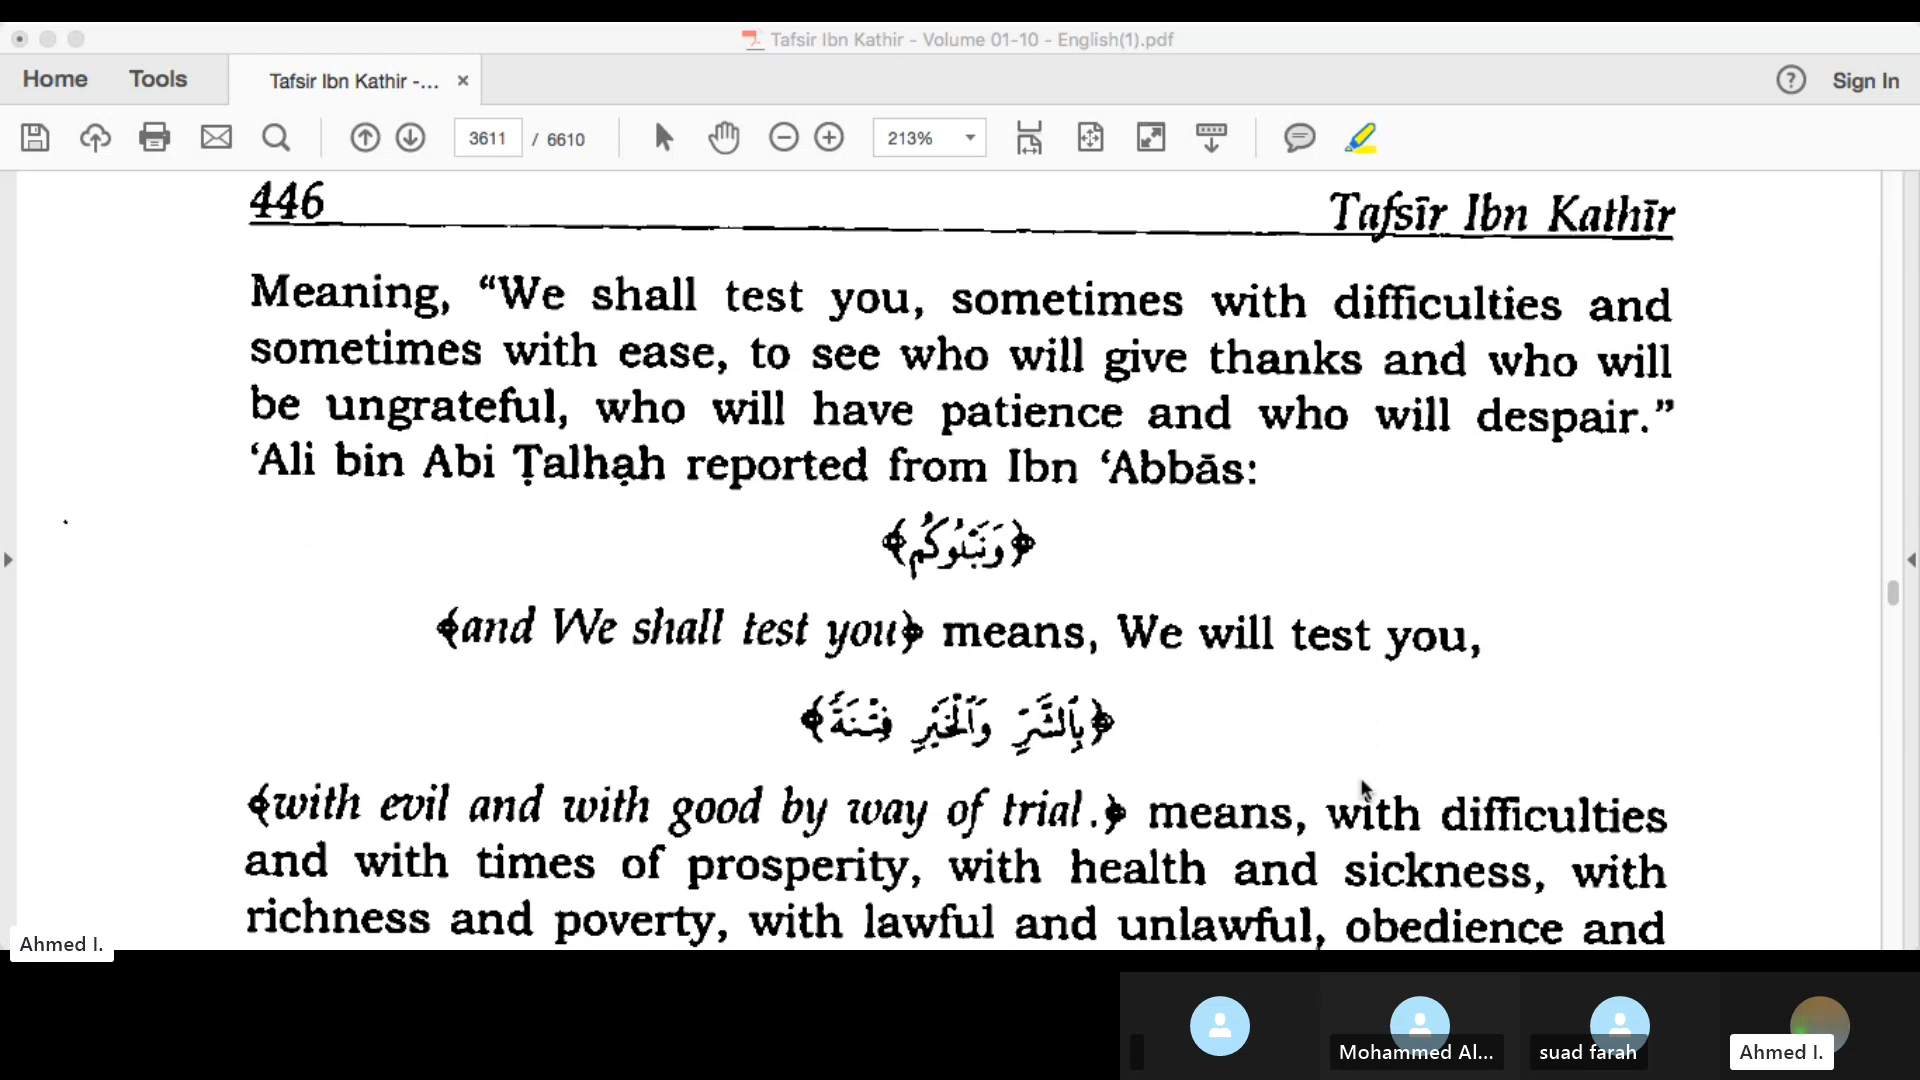 Tafsir Ibn Kathir - Volume 01-10 - English(1).pdf
Home Tools Tafsir Ibn Kathir -... × ? Sign In
3611 / 6610 213%
446 Tafsīr Ibn Kathīr
Meaning, “We shall test you, sometimes with difficulties and
sometimes with ease, to see who will give thanks and who will
be ungrateful, who will have patience and who will despair.”
‘Ali bin Abi Ṭalḥah reported from Ibn ‘Abbās:
﴿وَنَبْلُوكُم﴾
﴾and We shall test you﴿ means, We will test you,
﴿بِٱلشَّرِّ وَٱلْخَيْرِ فِتْنَةً﴾
﴾with evil and with good by way of trial.﴿ means, with difficulties
and with times of prosperity, with health and sickness, with
richness and poverty, with lawful and unlawful, obedience and
Ahmed I.
Mohammed Al... suad farah Ahmed I.